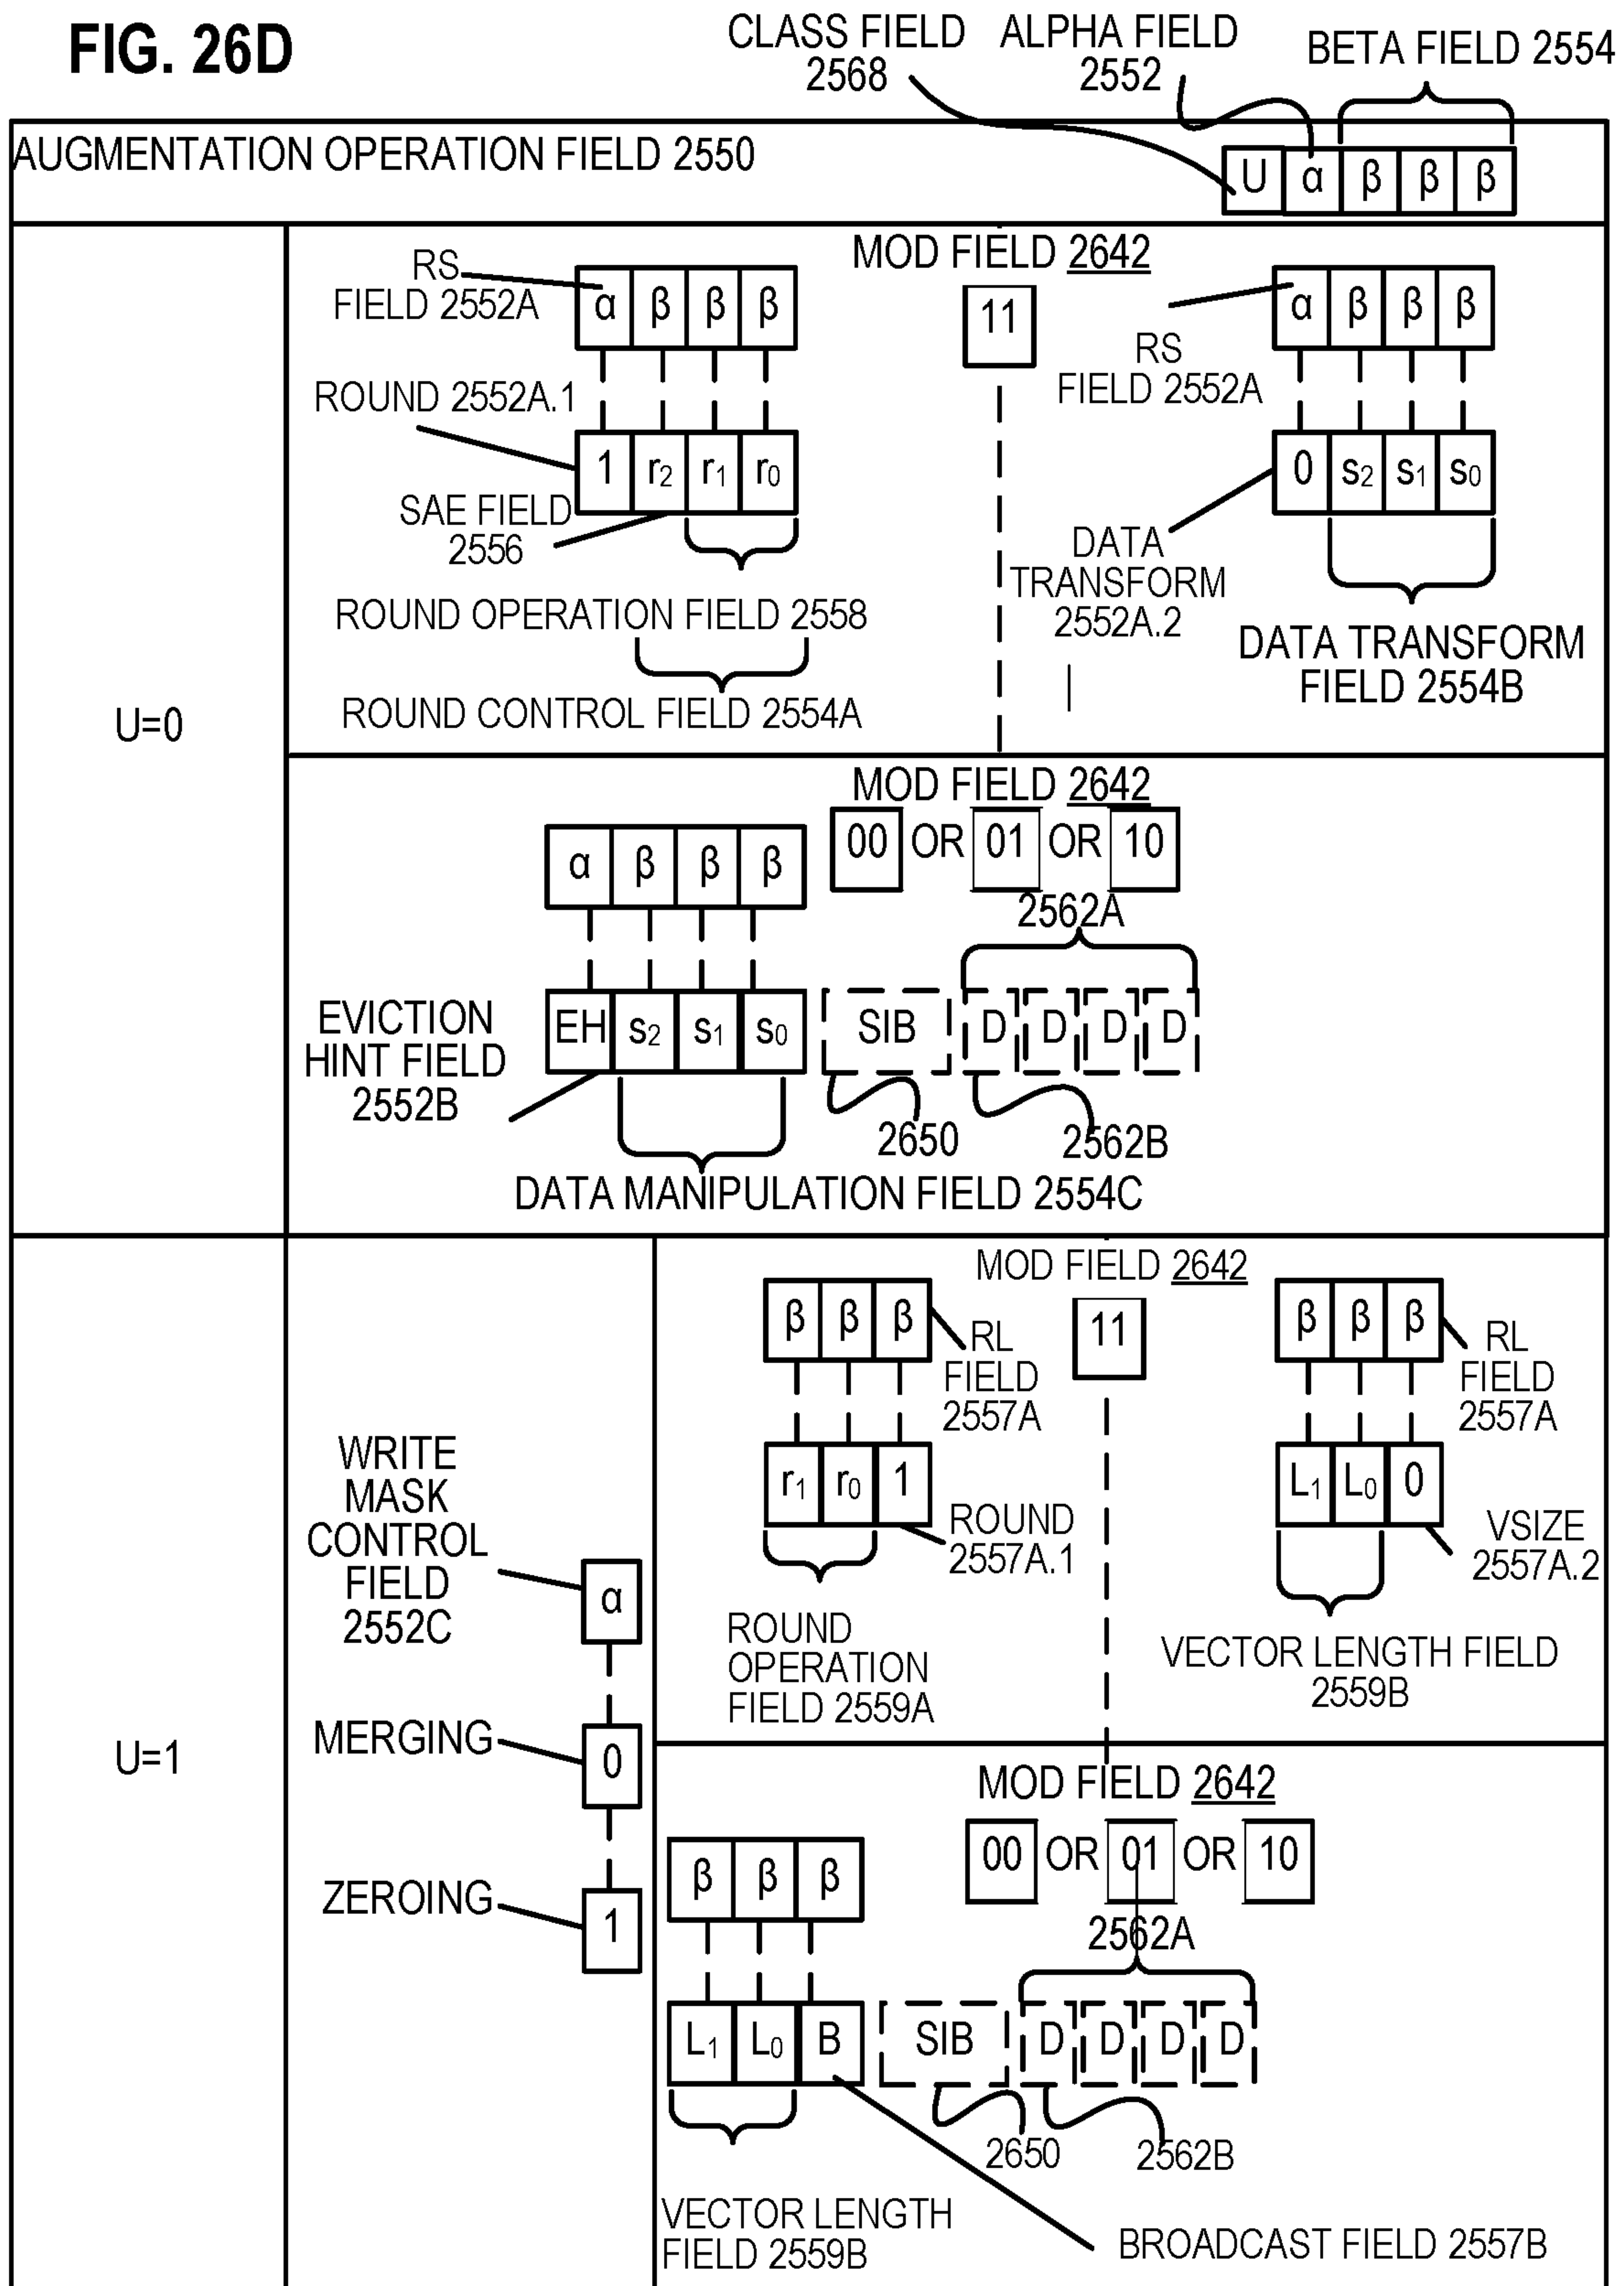 FIG. 26D
CLASS FIELD
2568
ALPHA FIELD
2552
BETA FIELD 2554
AUGMENTATION OPERATION FIELD 2550
U α β β β
U=0
MOD FIELD 2642
11
RS
FIELD 2552A
α β β β
ROUND 2552A.1
1 r2 r1 r0
SAE FIELD
2556
ROUND OPERATION FIELD 2558
ROUND CONTROL FIELD 2554A
α β β β
RS
FIELD 2552A
0 s2 s1 s0
DATA
TRANSFORM
2552A.2
DATA TRANSFORM
FIELD 2554B
MOD FIELD 2642
00 OR 01 OR 10
α β β β
2562A
EVICTION
HINT FIELD
2552B
EH s2 s1 s0
SIB D D D D
2650
2562B
DATA MANIPULATION FIELD 2554C
U=1
WRITE
MASK
CONTROL
FIELD
2552C
α
MERGING
0
ZEROING
1
MOD FIELD 2642
11
β β β
RL
FIELD
2557A
r1 r0 1
ROUND
2557A.1
ROUND
OPERATION
FIELD 2559A
β β β
RL
FIELD
2557A
L1 L0 0
VSIZE
2557A.2
VECTOR LENGTH FIELD
2559B
MOD FIELD 2642
00 OR 01 OR 10
β β β
2562A
L1 L0 B
SIB D D D D
2650
2562B
VECTOR LENGTH
FIELD 2559B
BROADCAST FIELD 2557B